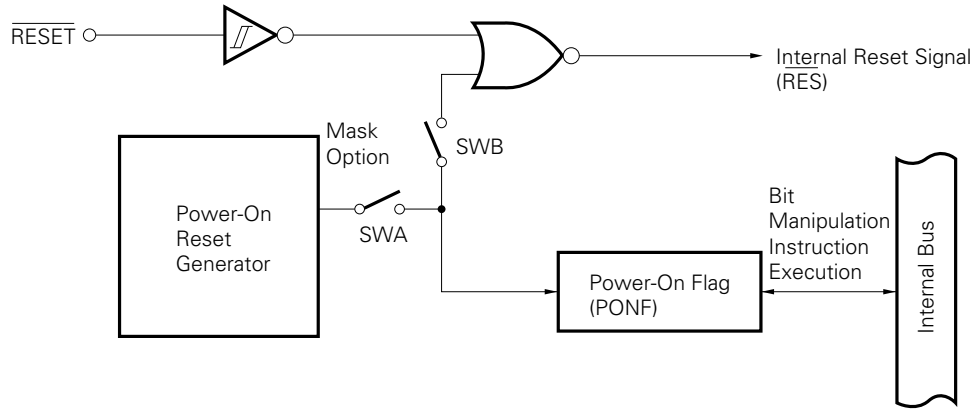 RESET
Internal Reset Signal
(RES)
Mask
Option
SWB
Power-On
Reset
Generator
SWA
Bit
Manipulation
Instruction
Execution
Power-On Flag
(PONF)
Internal Bus